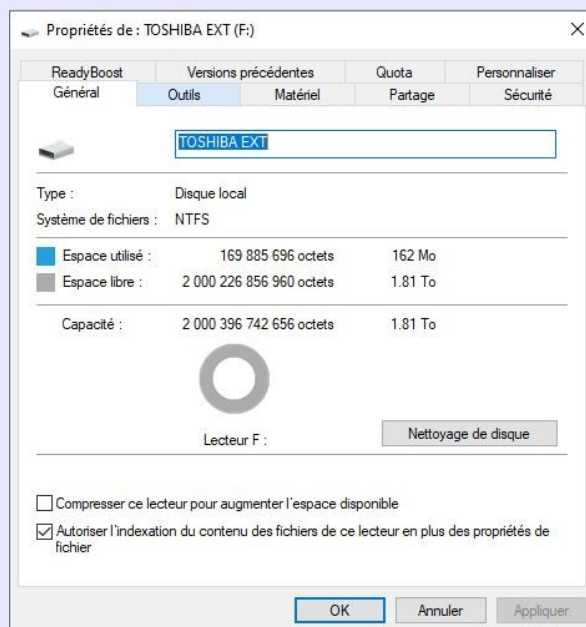 Propriétés de : TOSHIBA EXT (F:)
ReadyBoost Versions précédentes Quota Personnaliser
Général Outils Matériel Partage Sécurité
TOSHIBA EXT
Type : Disque local
Système de fichiers : NTFS
Espace utilisé : 169 885 696 octets 162 Mo
Espace libre : 2 000 226 856 960 octets 1.81 To
Capacité : 2 000 396 742 656 octets 1.81 To
Lecteur F : Nettoyage de disque
Compresser ce lecteur pour augmenter l'espace disponible
Autoriser l'indexation du contenu des fichiers de ce lecteur en plus des propriétés de
fichier
OK Annuler Appliquer